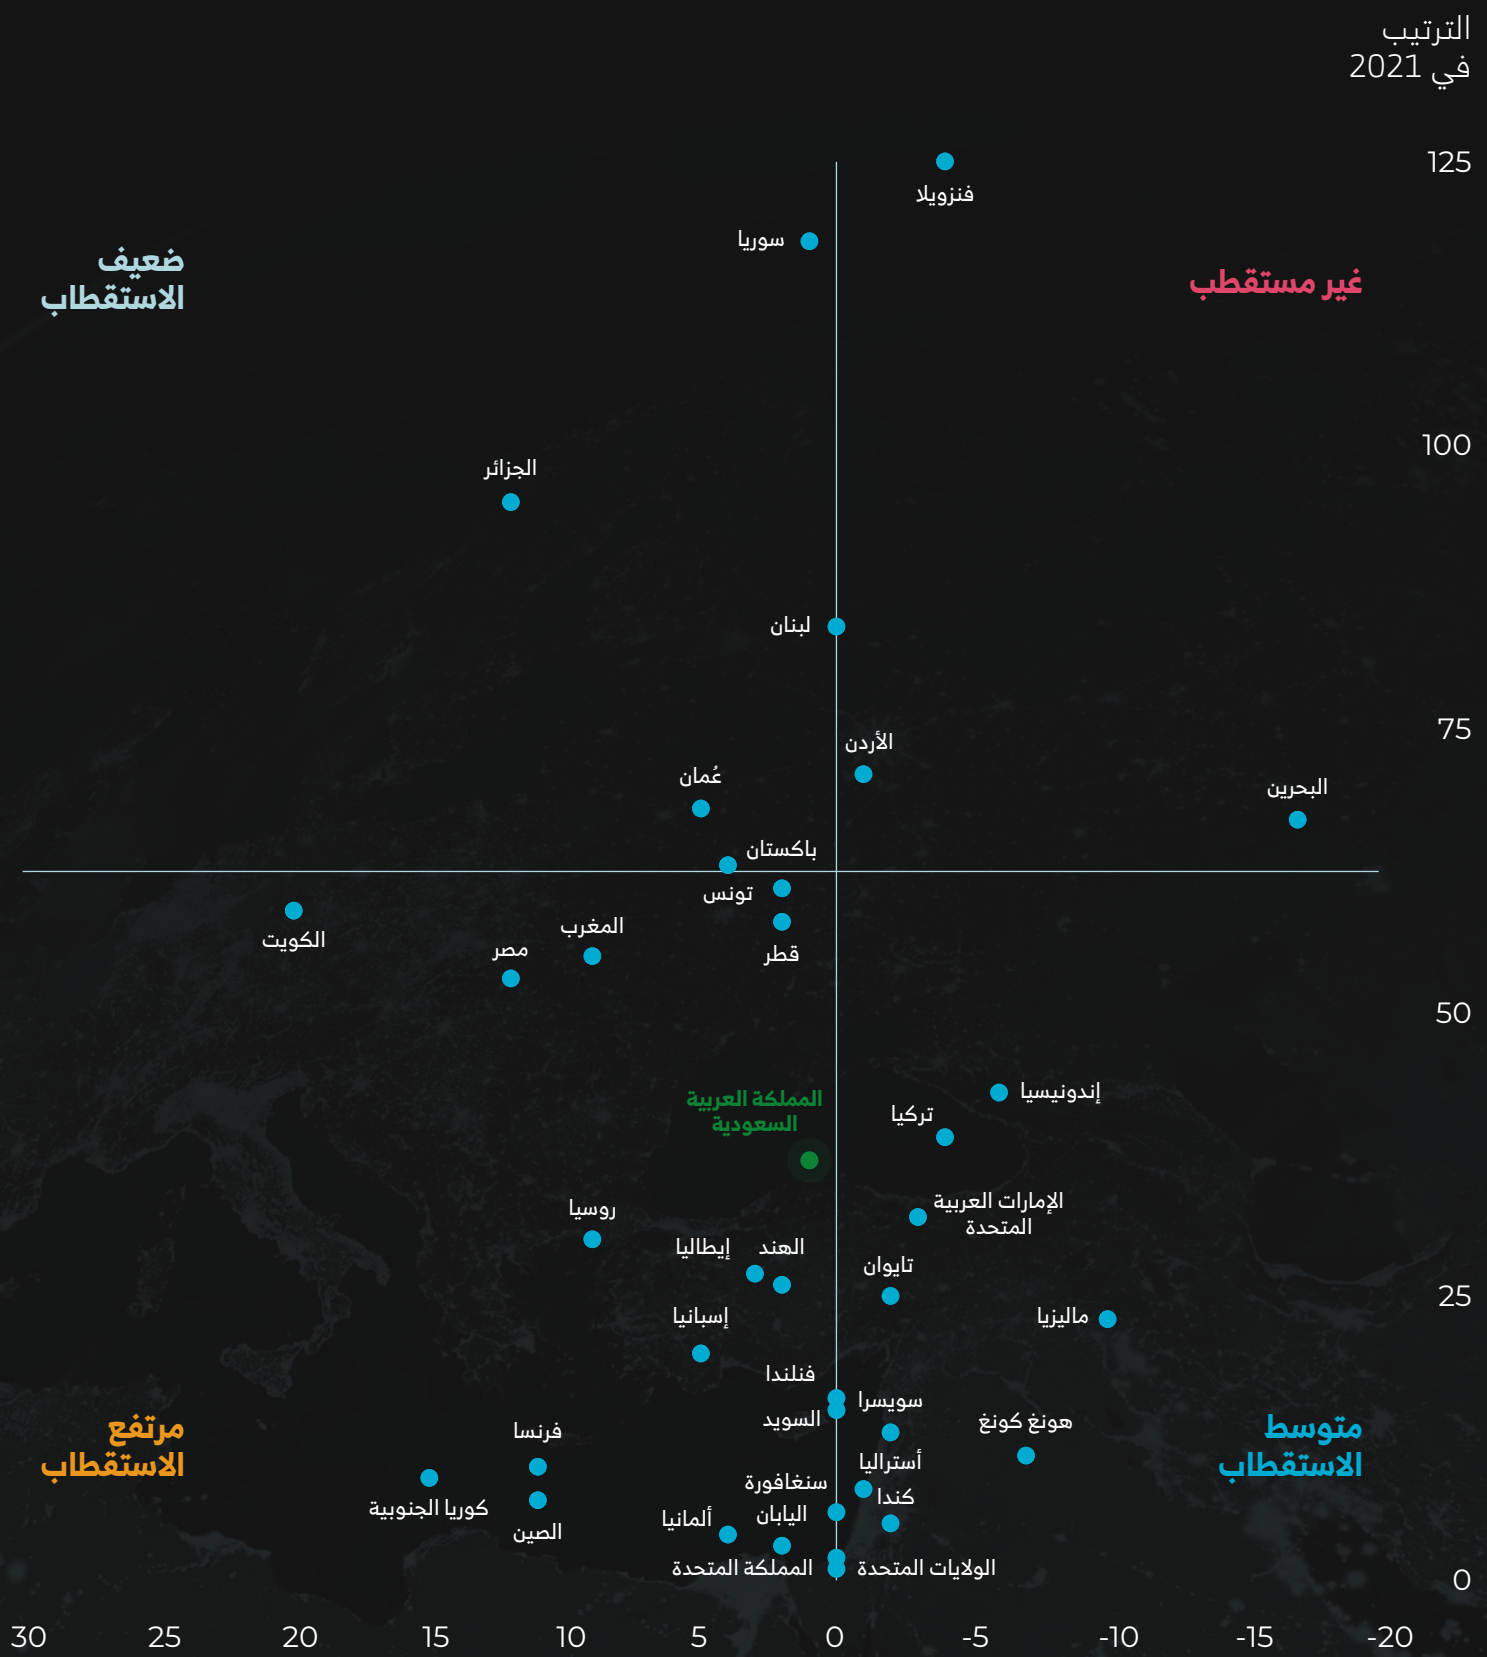 الترتيب
في 2021
125
فنزويلا
سوريا
ضعيف
الاستقطاب
غير مستقطب
100
الجزائر
لبنان
75
الأردن
عُمان
البحرين
باكستان
تونس
المغرب
الكويت
مصر
قطر
50
إندونيسيا
المملكة العربية
السعودية
تركيا
الإمارات العربية
المتحدة
روسيا
الهند
إيطاليا
تايوان
25
ماليزيا
إسبانيا
فنلندا
سويسرا
السويد
هونغ كونغ
متوسط
الاستقطاب
مرتفع
الاستقطاب
فرنسا
أستراليا
سنغافورة
كندا
كوريا الجنوبية
اليابان
ألمانيا
الصين
الولايات المتحدة
المملكة المتحدة
0
30 25 20 15 10 5 0 -5 -10 -15 -20